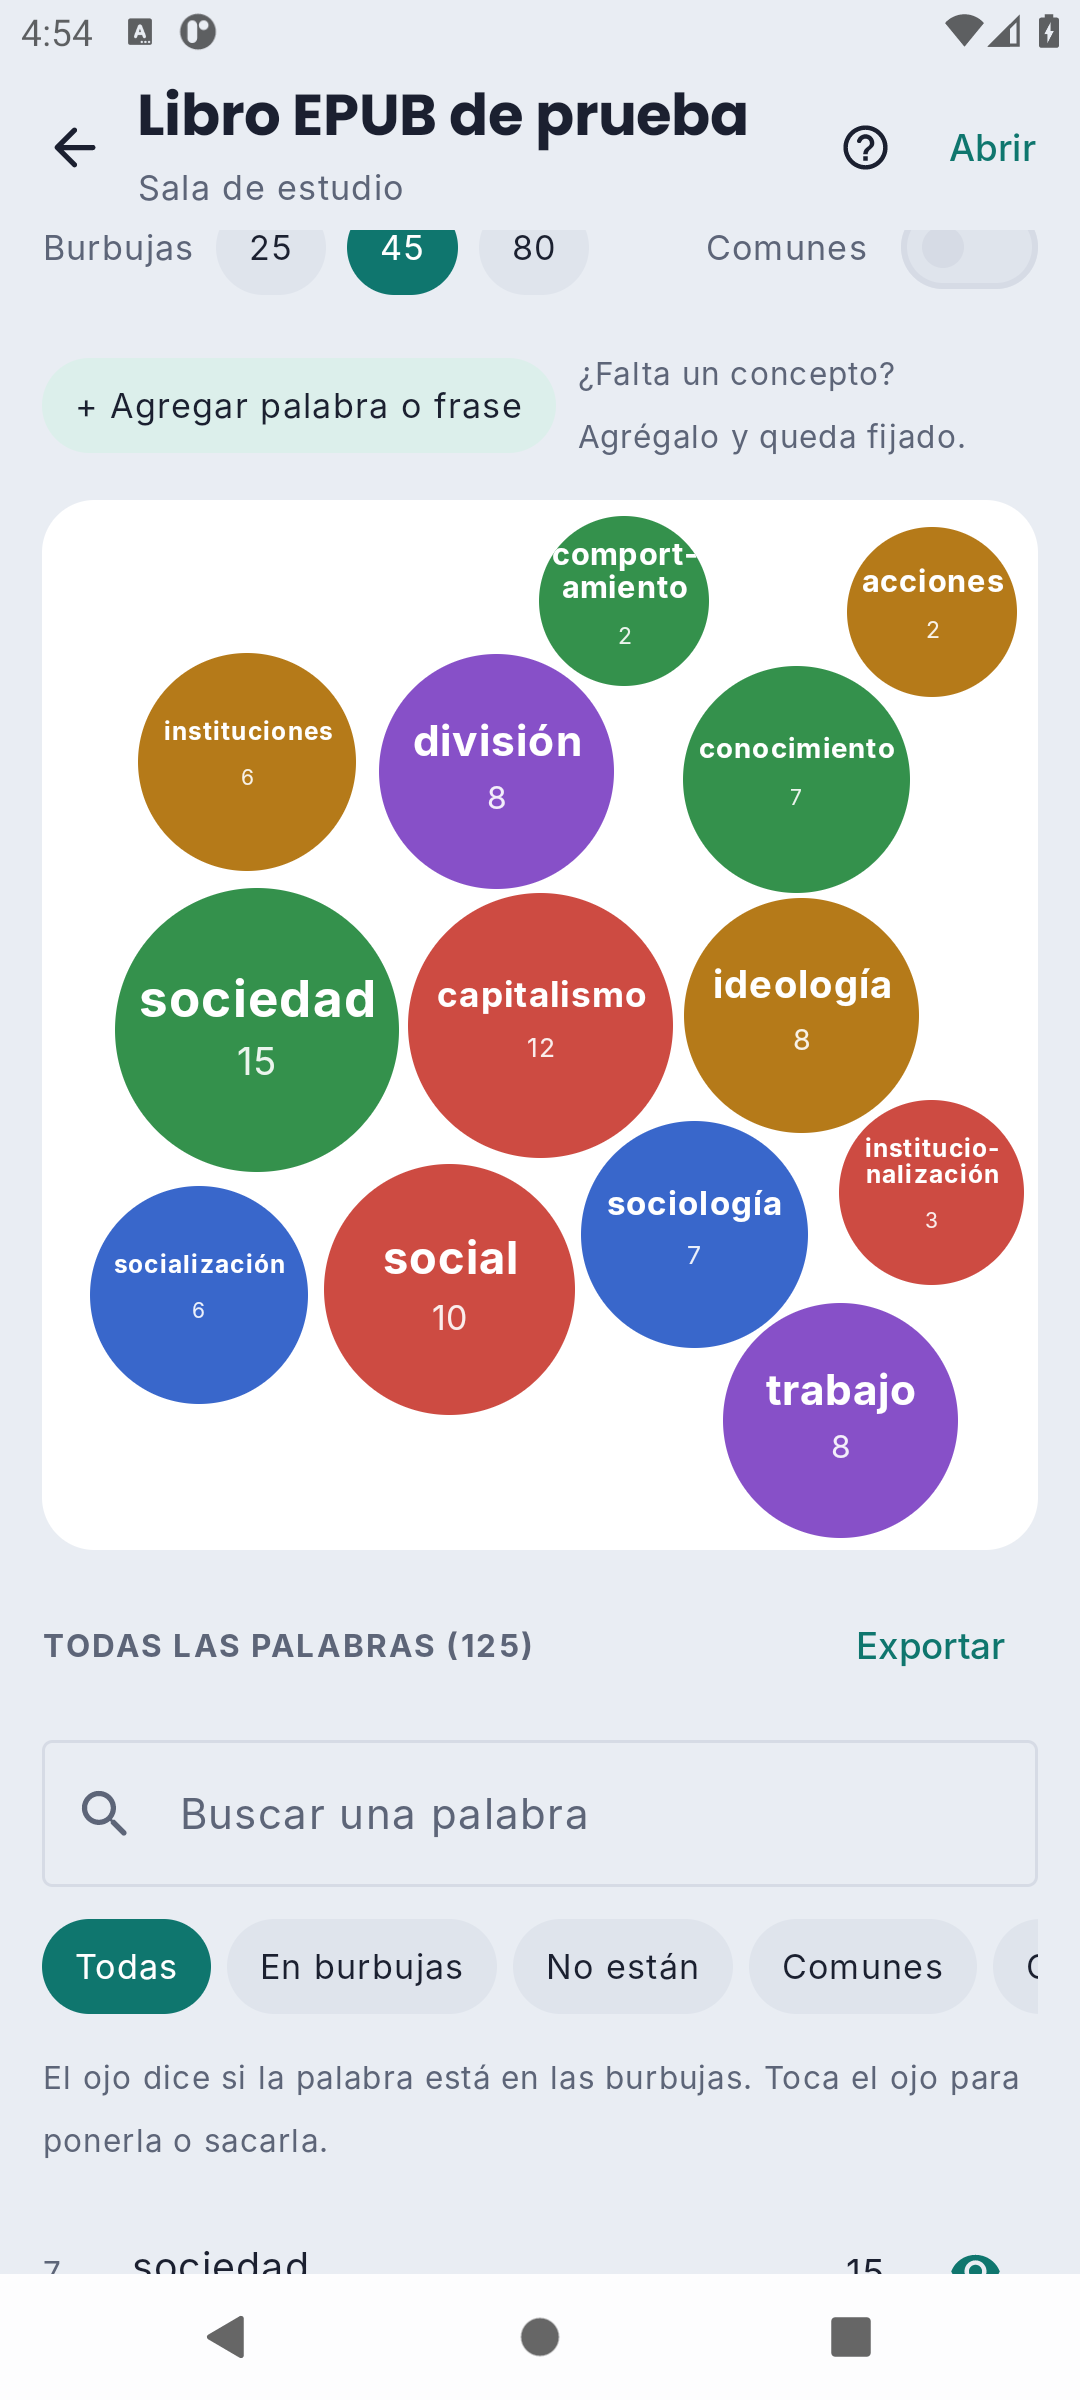 4:54
Libro EPUB de prueba
Sala de estudio
Abrir
Burbujas 25 45 80 Comunes
+ Agregar palabra o frase
¿Falta un concepto?
Agrégalo y queda fijado.
comport-
amiento
2
acciones
2
instituciones
6
división
8
conocimiento
7
sociedad
15
capitalismo
12
ideología
8
institucio-
nalización
3
socialización
6
social
10
sociología
7
trabajo
8
TODAS LAS PALABRAS (125)
Exportar
Buscar una palabra
Todas En burbujas No están Comunes
El ojo dice si la palabra está en las burbujas. Toca el ojo para
ponerla o sacarla.
7 sociedad 15